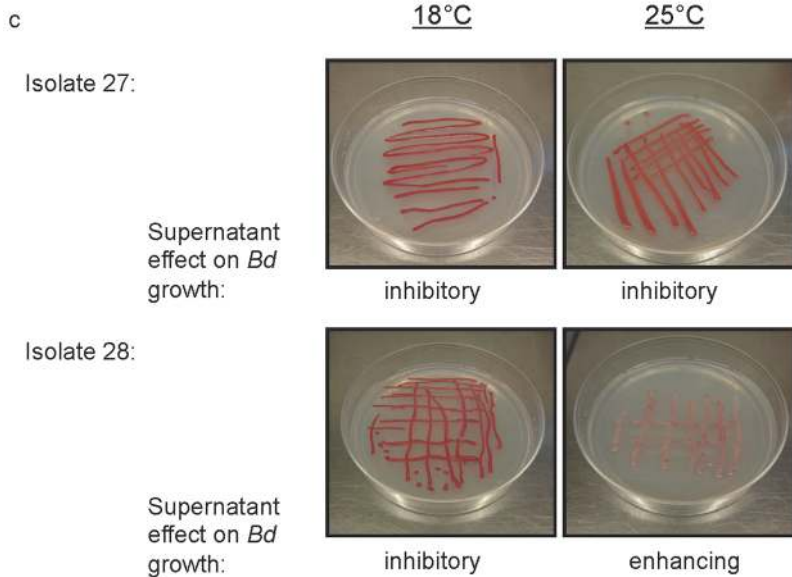 c
18°C 25°C
Isolate 27:
Supernatant
effect on Bd
growth:
inhibitory inhibitory
Isolate 28:
Supernatant
effect on Bd
growth:
inhibitory enhancing